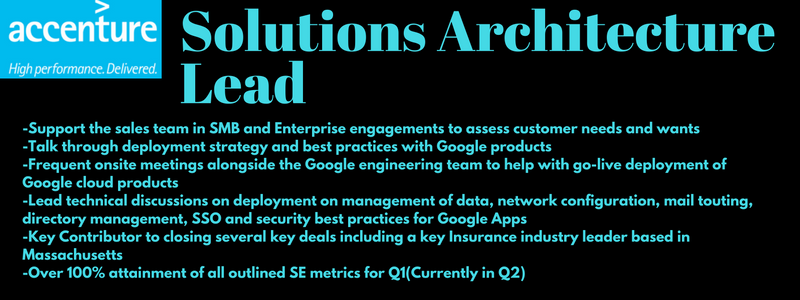 accenture
High performance. Delivered.
Solutions Architecture
Lead
-Support the sales team in SMB and Enterprise engagements to assess customer needs and wants
-Talk through deployment strategy and best practices with Google products
-Frequent onsite meetings alongside the Google engineering team to help with go-live deployment of
Google cloud products
-Lead technical discussions on deployment on management of data, network configuration, mail touting,
directory management, SSO and security best practices for Google Apps
-Key Contributor to closing several key deals including a key Insurance industry leader based in
Massachusetts
-Over 100% attainment of all outlined SE metrics for Q1(Currently in Q2)